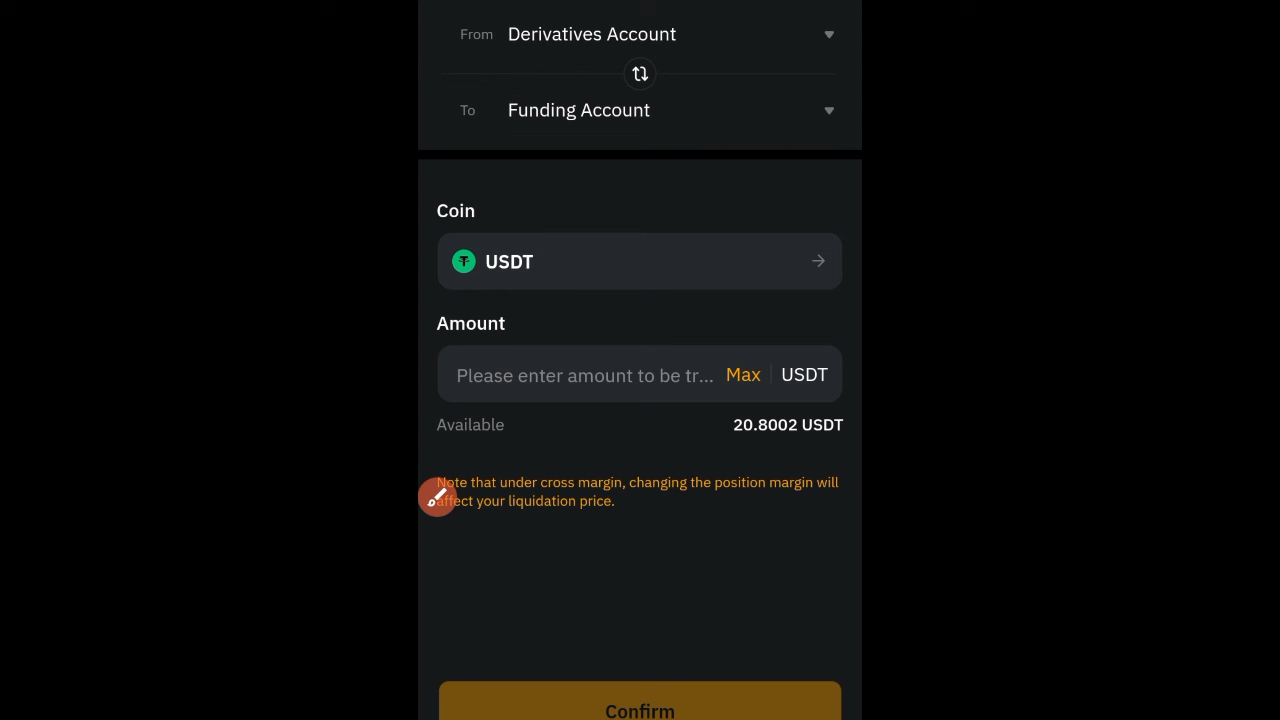 From Derivatives Account
To Funding Account
Coin
USDT
Amount
Please enter amount to be tr... Max USDT
Available 20.8002 USDT
Note that under cross margin, changing the position margin will
affect your liquidation price.
Confirm